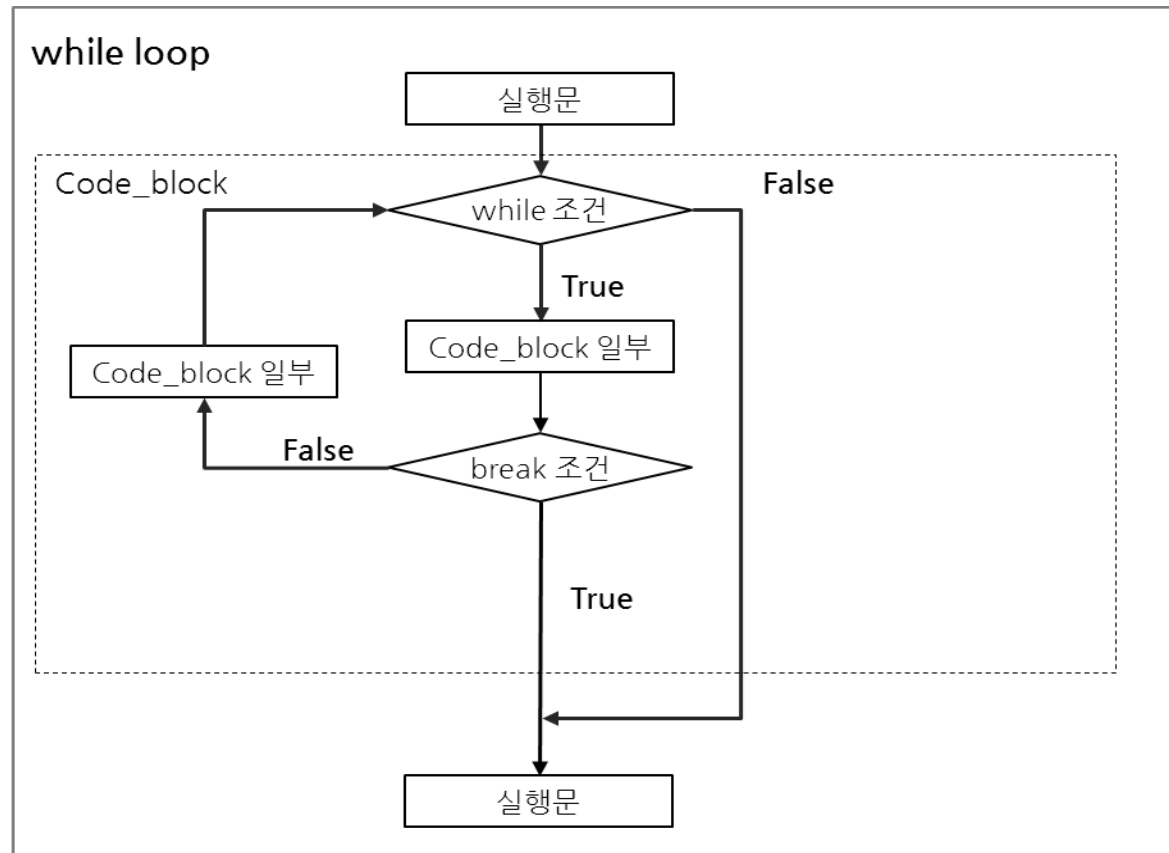 while loop
실행문
Code_block
False
while 조건
True
Code_block 일부
Code_block 일부
False
break 조건
True
실행문